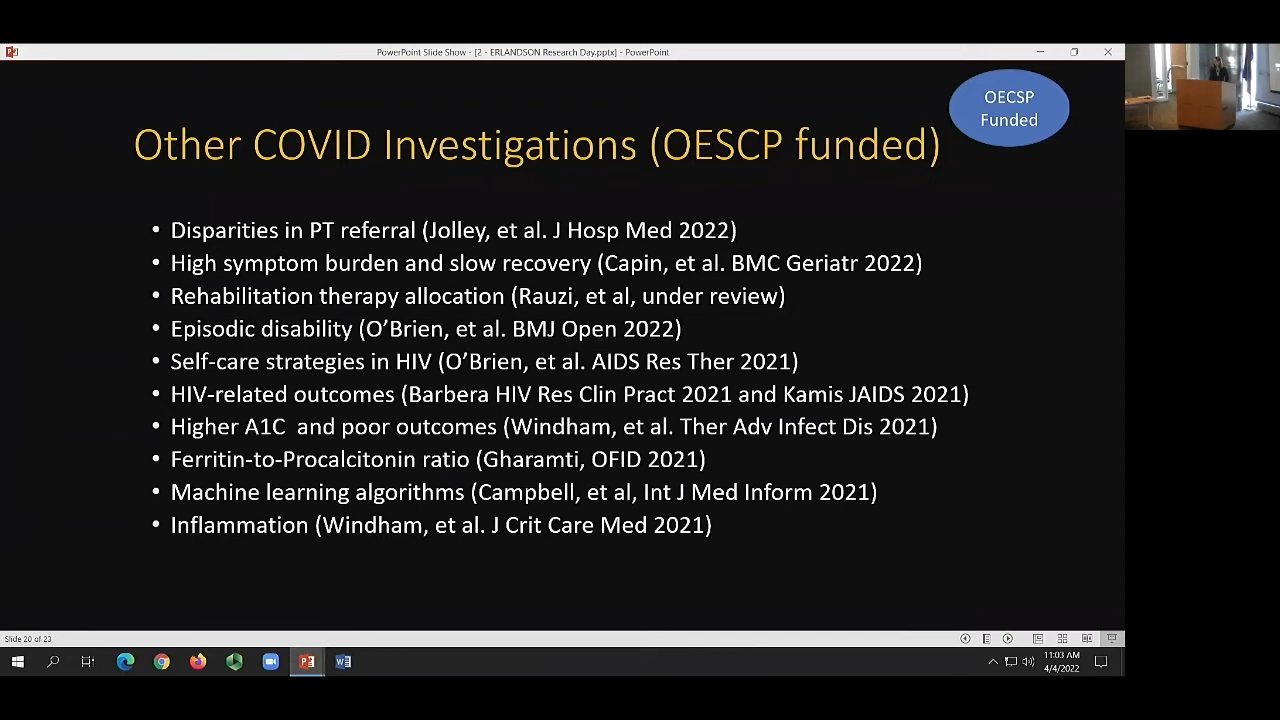 PowerPoint Slide Show - [2 - ERLANDSON Research Day.pptx] - PowerPoint
OECSP
Funded
Other COVID Investigations (OESCP funded)
• Disparities in PT referral (Jolley, et al. J Hosp Med 2022)
• High symptom burden and slow recovery (Capin, et al. BMC Geriatr 2022)
• Rehabilitation therapy allocation (Rauzi, et al, under review)
• Episodic disability (O’Brien, et al. BMJ Open 2022)
• Self-care strategies in HIV (O’Brien, et al. AIDS Res Ther 2021)
• HIV-related outcomes (Barbera HIV Res Clin Pract 2021 and Kamis JAIDS 2021)
• Higher A1C  and poor outcomes (Windham, et al. Ther Adv Infect Dis 2021)
• Ferritin-to-Procalcitonin ratio (Gharamti, OFID 2021)
• Machine learning algorithms (Campbell, et al, Int J Med Inform 2021)
• Inflammation (Windham, et al. J Crit Care Med 2021)
Slide 20 of 23
11:03 AM
4/4/2022